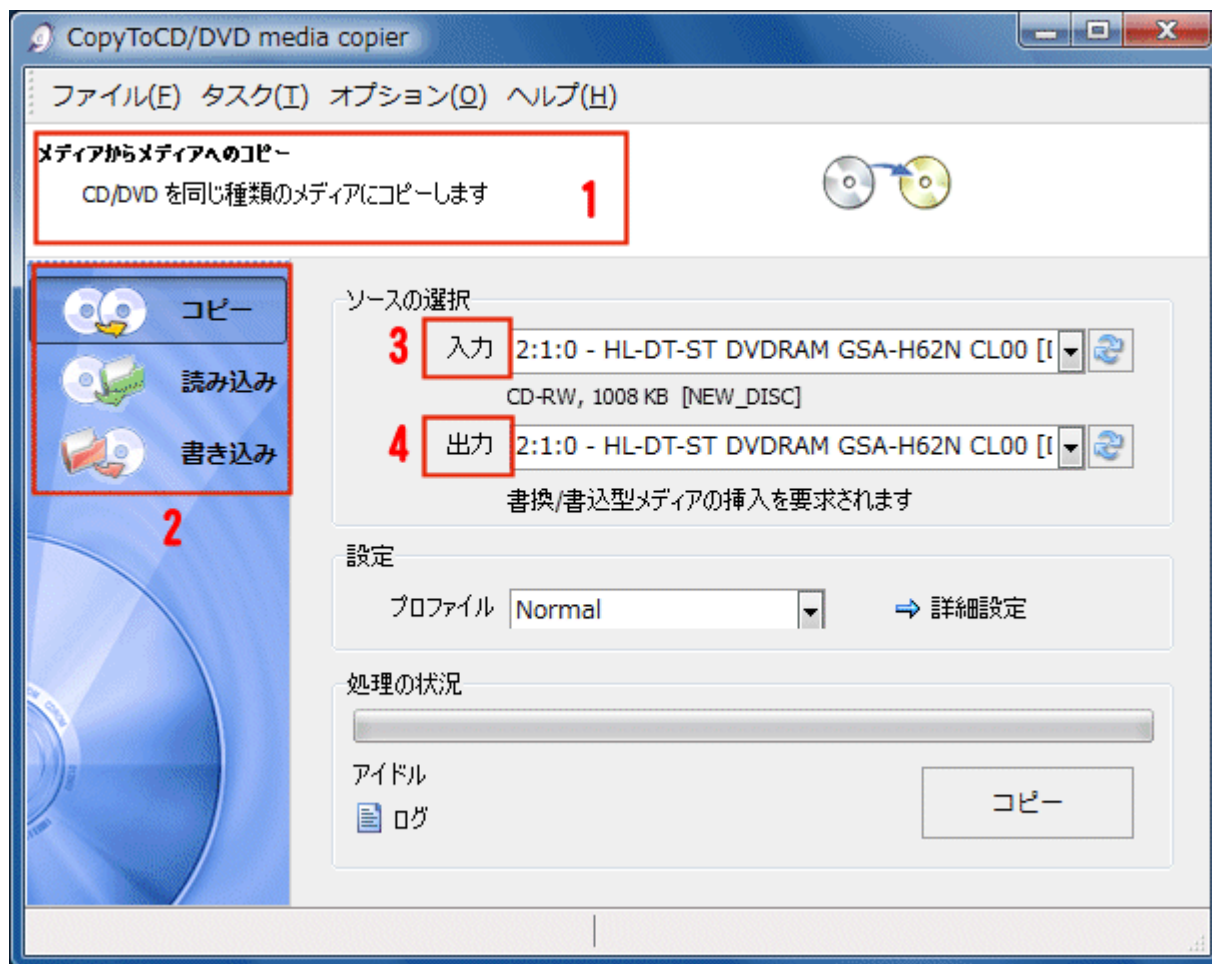 CopyToCD/DVD media copier
ファイル(F) タスク(T) オプション(O) ヘルプ(H)
メディアからメディアへのコピー
CD/DVD を同じ種類のメディアにコピーします
1
コピー
読み込み
書き込み
2
ソースの選択
3 入力 2:1:0 - HL-DT-ST DVDRAM GSA-H62N CL00 [
CD-RW, 1008 KB [NEW_DISC]
4 出力 2:1:0 - HL-DT-ST DVDRAM GSA-H62N CL00 [
書換/書込型メディアの挿入を要求されます
設定
プロファイル Normal 詳細設定
処理の状況
アイドル
ログ
コピー